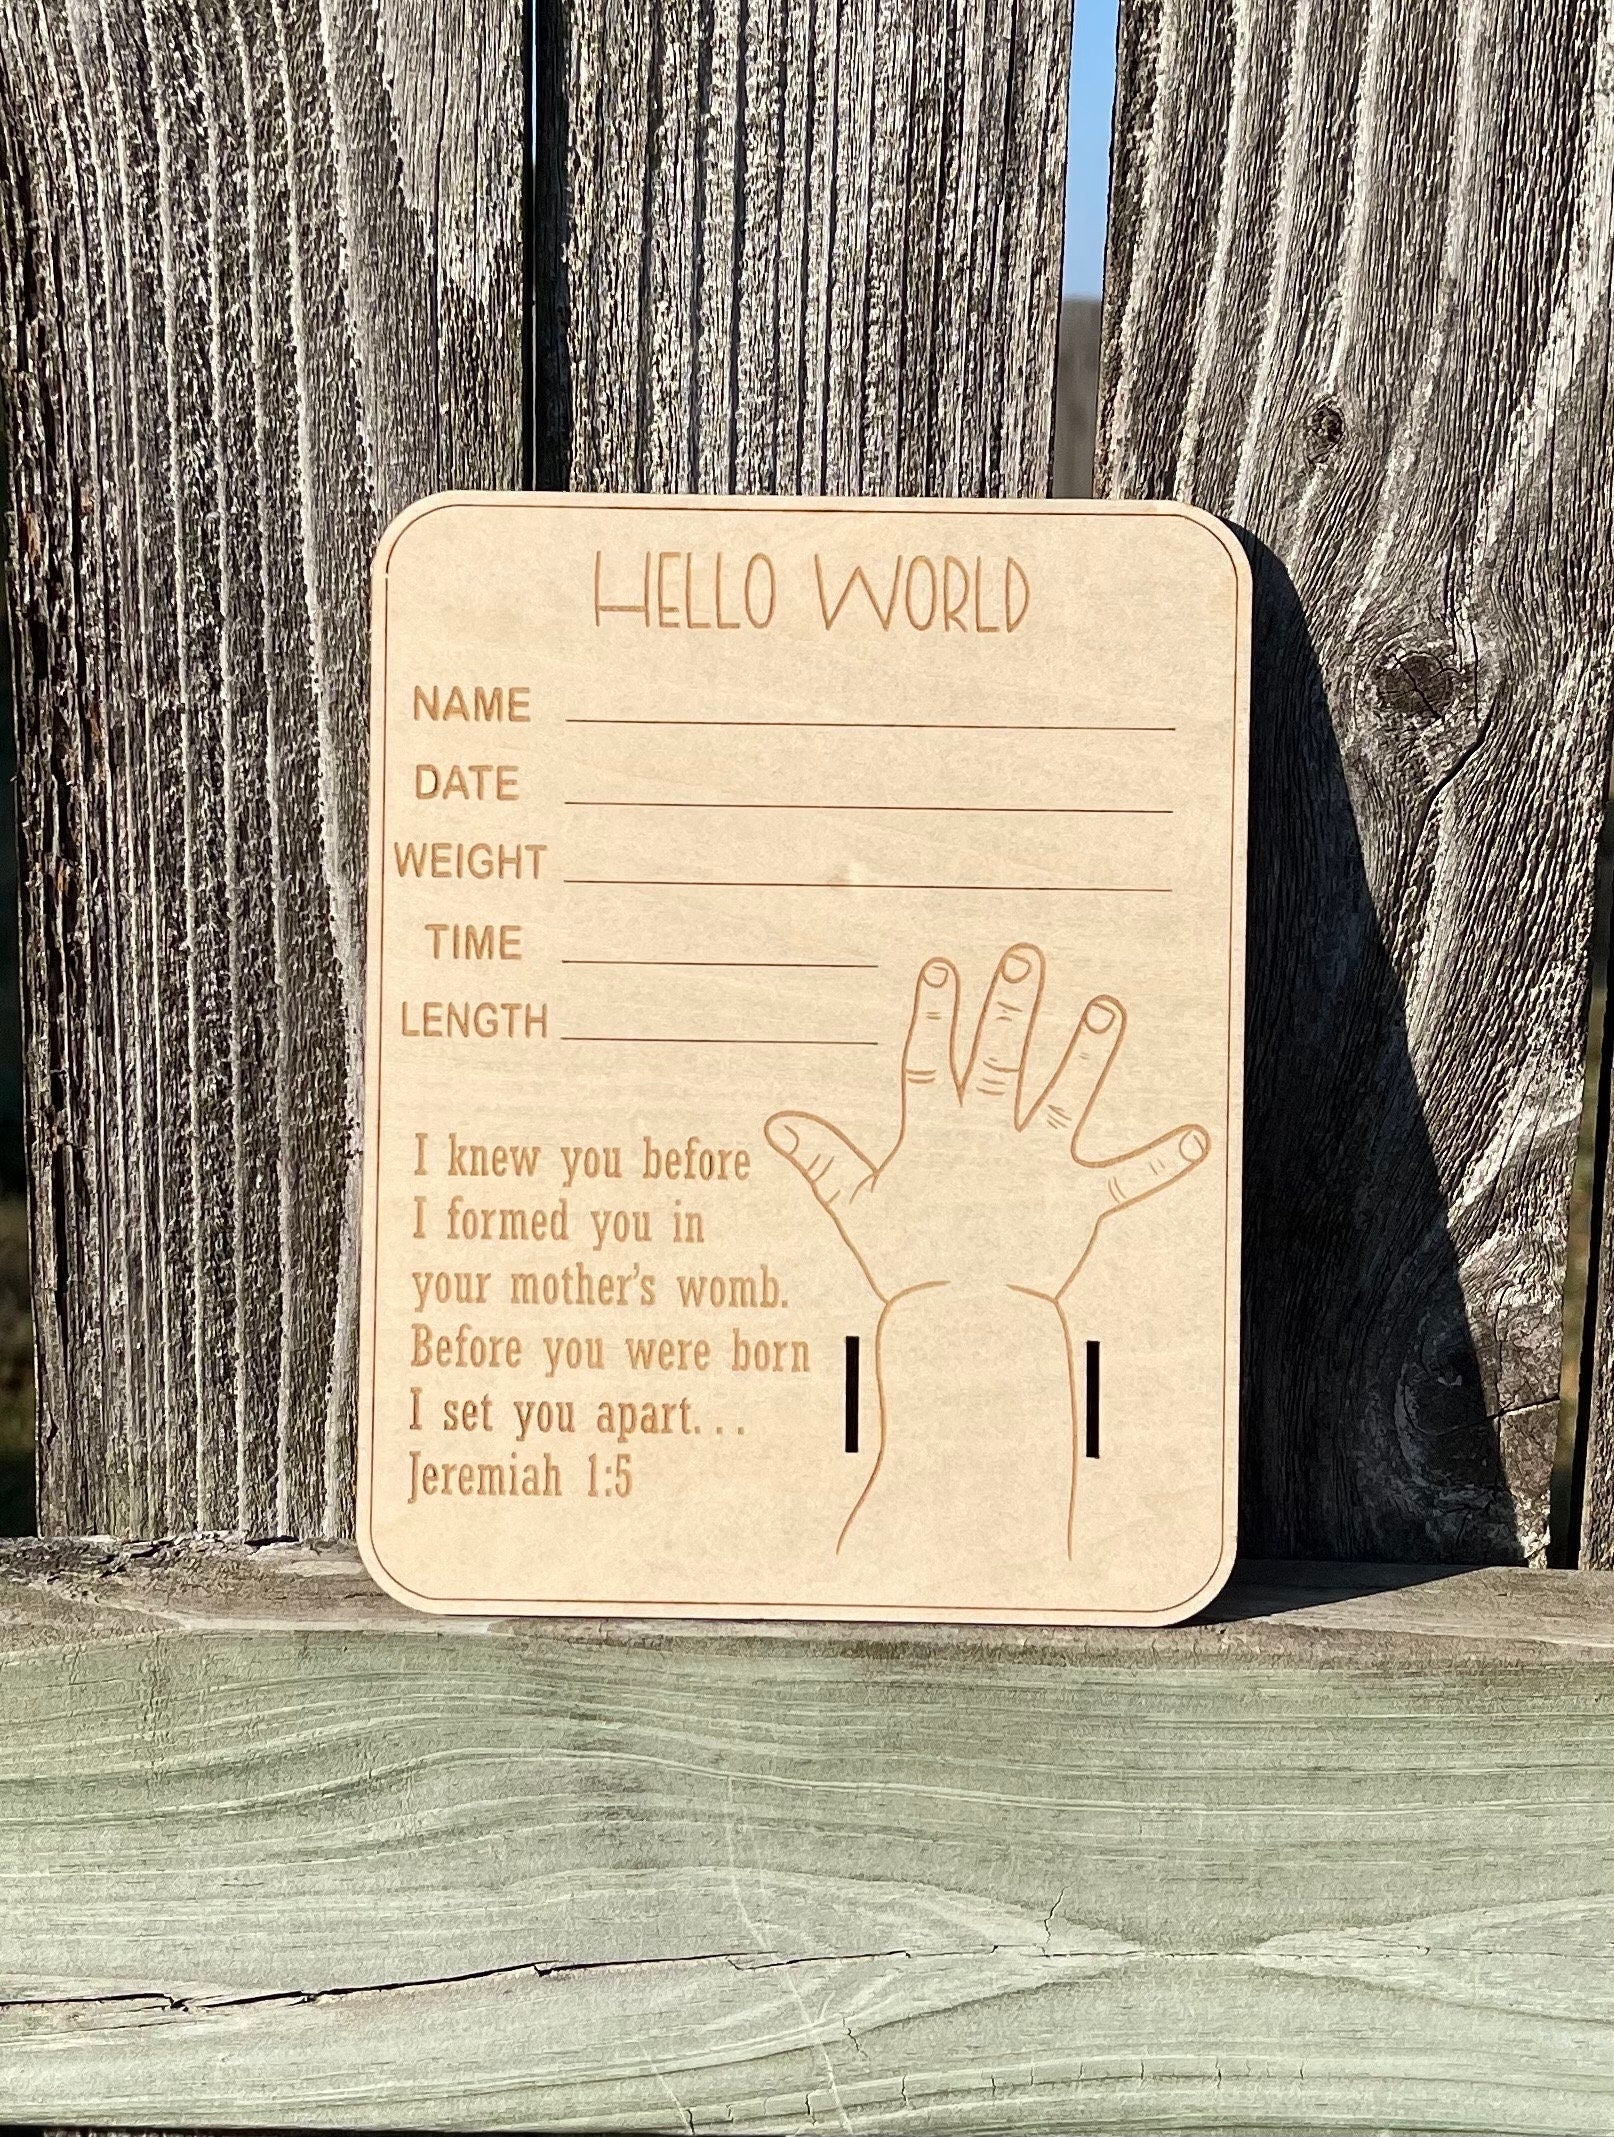 HELLO WORLD
NAME
DATE
WEIGHT
TIME
LENGTH
I knew you before
I formed you in
your mother's womb.
Before you were born
I set you apart...
Jeremiah 1:5